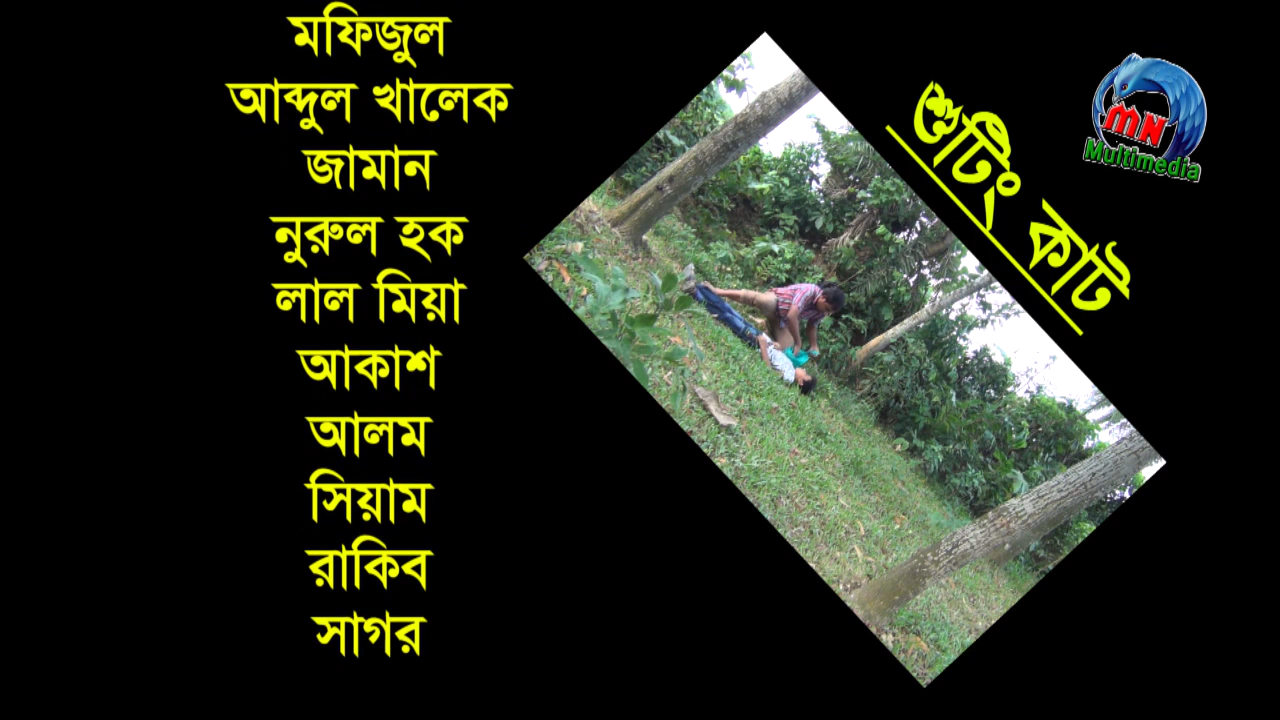 মফিজুল
আব্দুল খালেক
জামান
নুরুল হক
লাল মিয়া
আকাশ
আলম
সিয়াম
রাকিব
সাগর
শুটিং কাট
MN
Multimedia